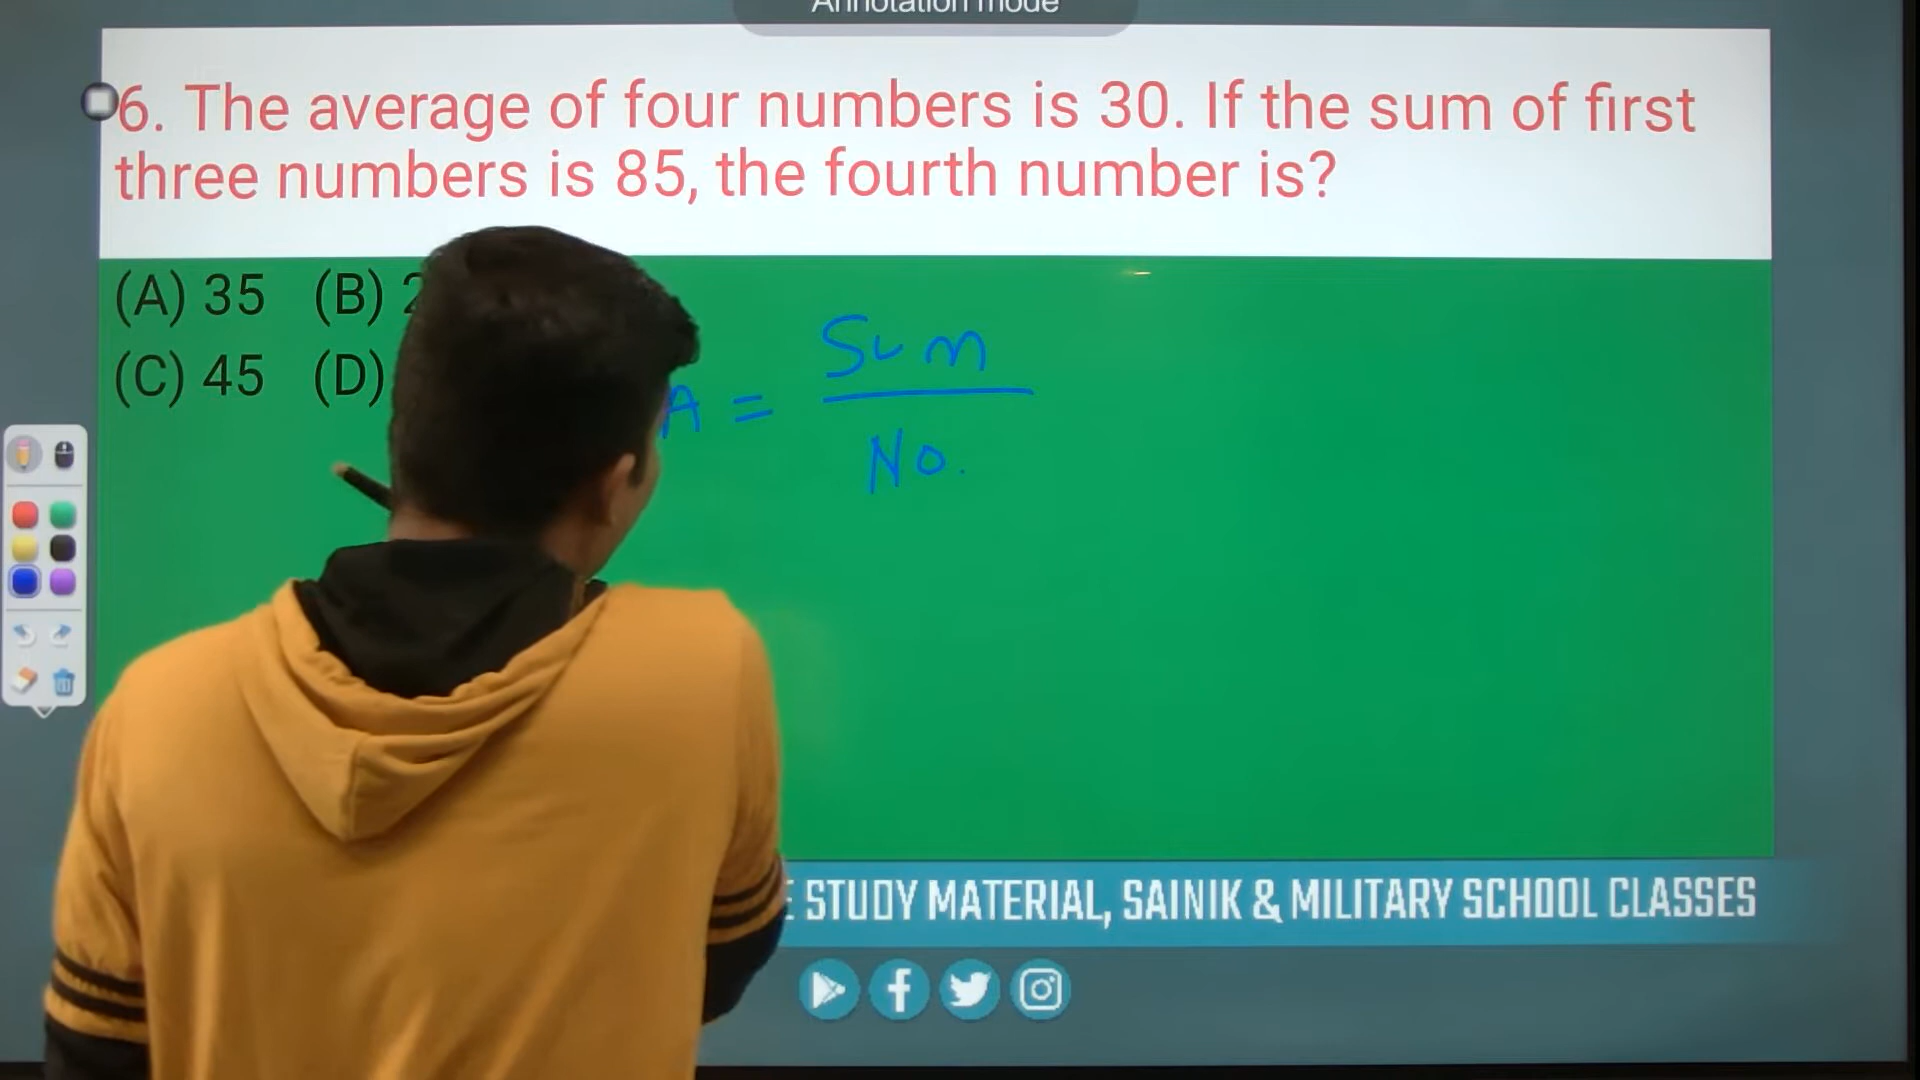 Annotation mode
6. The average of four numbers is 30. If the sum of first
three numbers is 85, the fourth number is?
(A) 35 (B)
(C) 45 (D)
A = Sum
No.
STUDY MATERIAL, SAINIK & MILITARY SCHOOL CLASSES